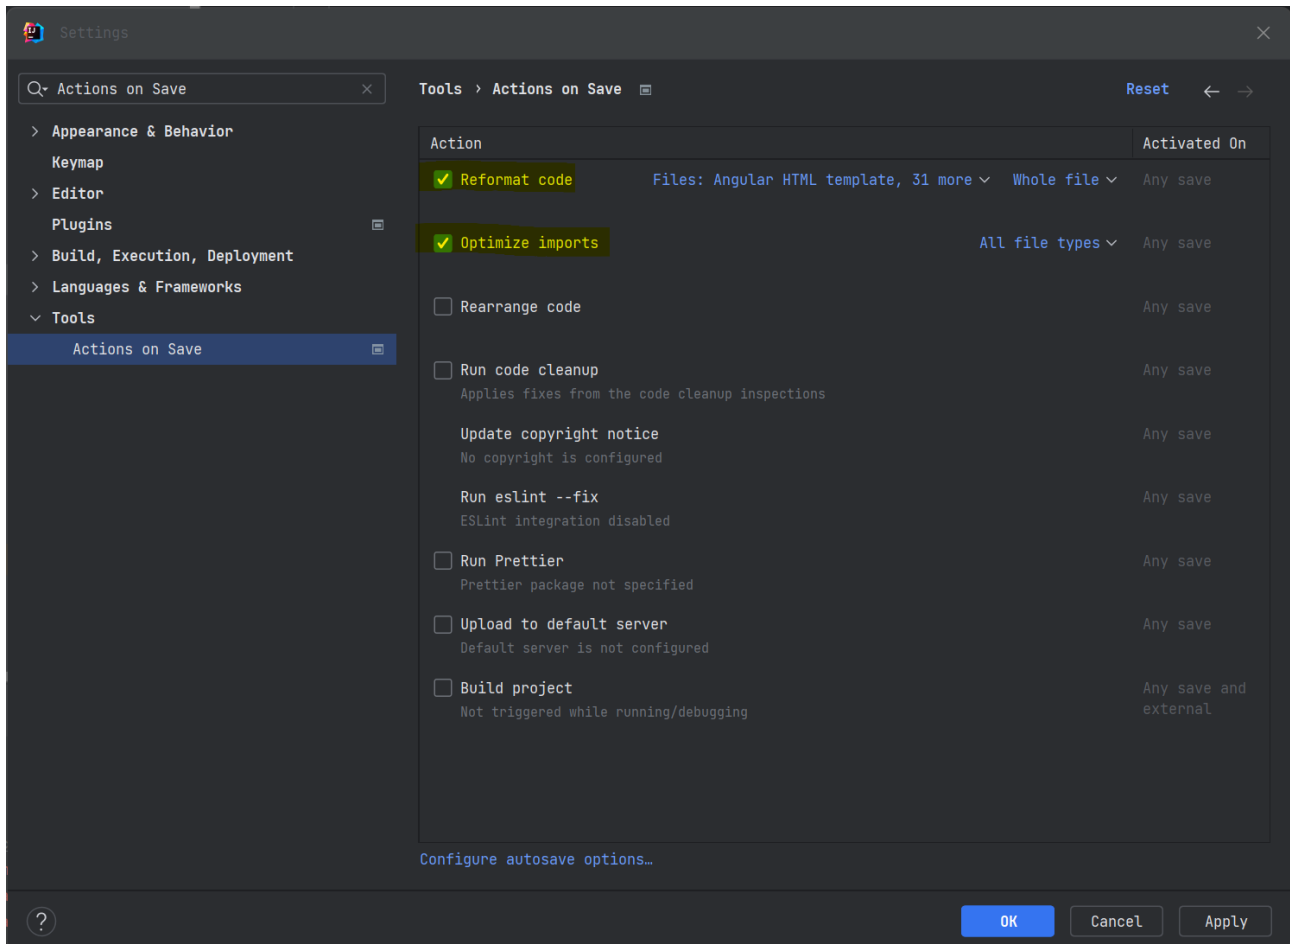 Settings
Actions on Save
Tools › Actions on Save
Reset
Appearance & Behavior
Keymap
Editor
Plugins
Build, Execution, Deployment
Languages & Frameworks
Tools
Actions on Save
Action Activated On
Reformat code Files: Angular HTML template, 31 more Whole file Any save
Optimize imports All file types Any save
Rearrange code Any save
Run code cleanup Any save
Applies fixes from the code cleanup inspections
Update copyright notice Any save
No copyright is configured
Run eslint --fix Any save
ESLint integration disabled
Run Prettier Any save
Prettier package not specified
Upload to default server Any save
Default server is not configured
Build project Any save and
Not triggered while running/debugging external
Configure autosave options…
? OK Cancel Apply